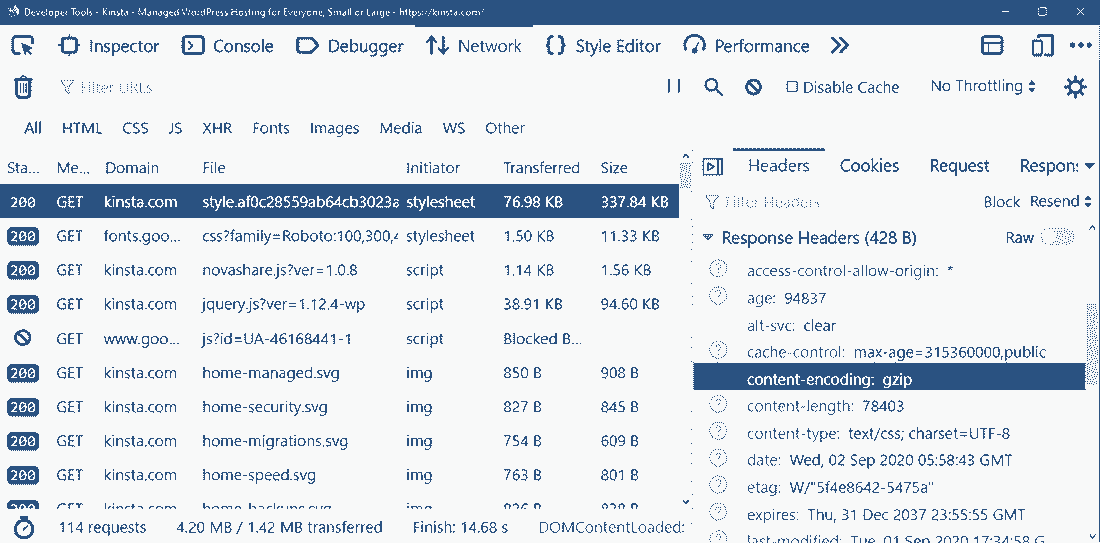 Developer Tools - Kinsta - Managed WordPress Hosting for Everyone, Small or Large - https://kinsta.com/
Inspector Console Debugger Network Style Editor Performance
Filter URLs Disable Cache No Throttling
All HTML CSS JS XHR Fonts Images Media WS Other
Sta... Me... Domain File Initiator Transferred Size
200 GET kinsta.com style.af0c28559ab64cb3023a stylesheet 76.98 KB 337.84 KB
200 GET fonts.goo... css?family=Roboto:100,300,4 stylesheet 1.50 KB 11.33 KB
200 GET kinsta.com novashare.js?ver=1.0.8 script 1.14 KB 1.56 KB
200 GET kinsta.com jquery.js?ver=1.12.4-wp script 38.91 KB 94.60 KB
GET www.goo... js?id=UA-46168441-1 script Blocked B...
200 GET kinsta.com home-managed.svg img 850 B 908 B
200 GET kinsta.com home-security.svg img 827 B 845 B
200 GET kinsta.com home-migrations.svg img 754 B 609 B
200 GET kinsta.com home-speed.svg img 763 B 801 B
200 GET kinsta.com home-backups.svg img
114 requests 4.20 MB / 1.42 MB transferred Finish: 14.68 s DOMContentLoaded:
Headers Cookies Request Respons
Filter Headers Block Resend
Response Headers (428 B) Raw
access-control-allow-origin: *
age: 94837
alt-svc: clear
cache-control: max-age=315360000,public
content-encoding: gzip
content-length: 78403
content-type: text/css; charset=UTF-8
date: Wed, 02 Sep 2020 05:58:43 GMT
etag: W/"5f4e8642-5475a"
expires: Thu, 31 Dec 2037 23:55:55 GMT
last-modified: Tue, 01 Sep 2020 17:34:58 G